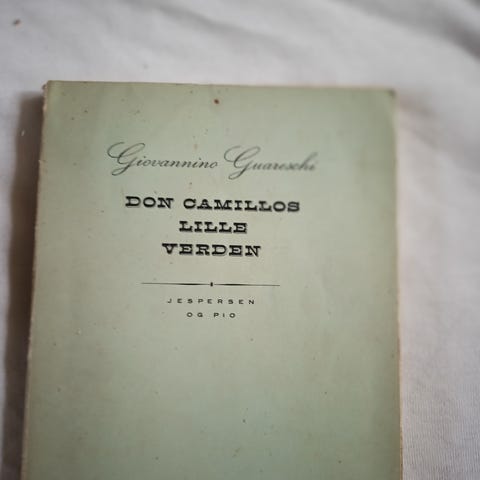 Giovannino Guareschi
DON CAMILLOS
LILLE
VERDEN
JESPERSEN
OG PIO